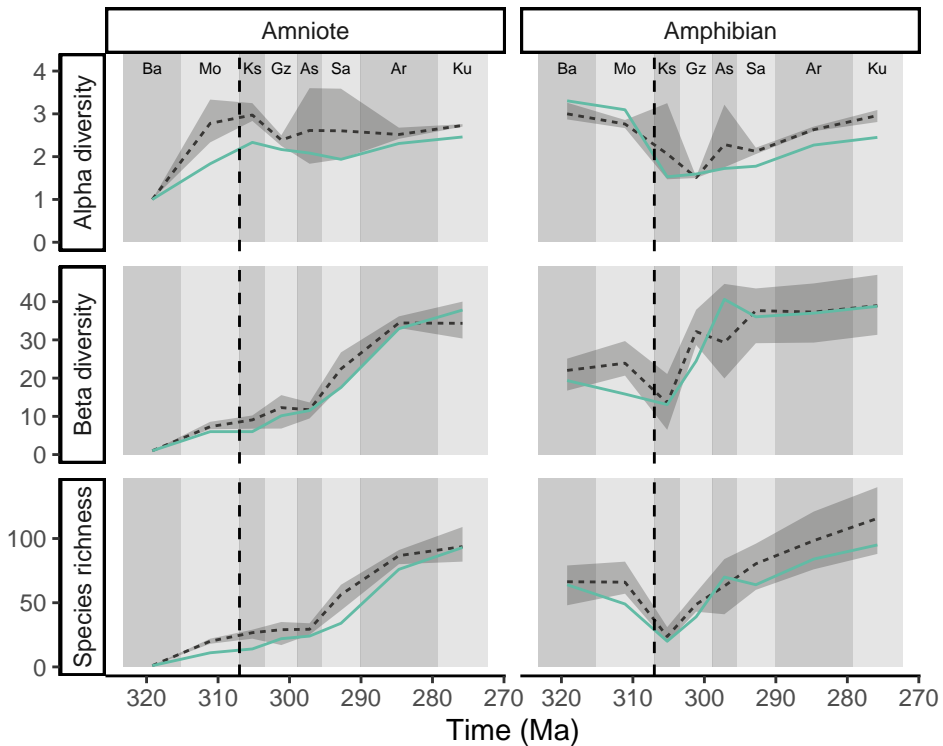 Amniote Amphibian
Ba Mo Ks Gz As Sa Ar Ku Ba Mo Ks Gz As Sa Ar Ku
Alpha diversity
4
3
2
1
0
Beta diversity
40
30
20
10
0
Species richness
100
50
0
320 310 300 290 280 270 320 310 300 290 280 270
Time (Ma)